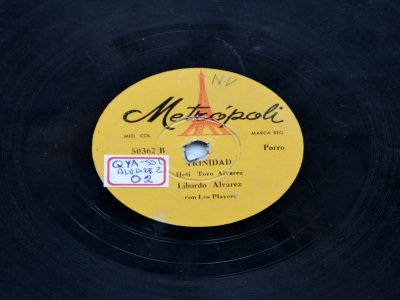 NV
Metrópoli
MED. COL.
MARCA REG.
50362 B
Porro
TRINIDAD
Heli Toro Alvarez
Libardo Alvarez
con Los Players
QYA-501
ALVAREZ
02